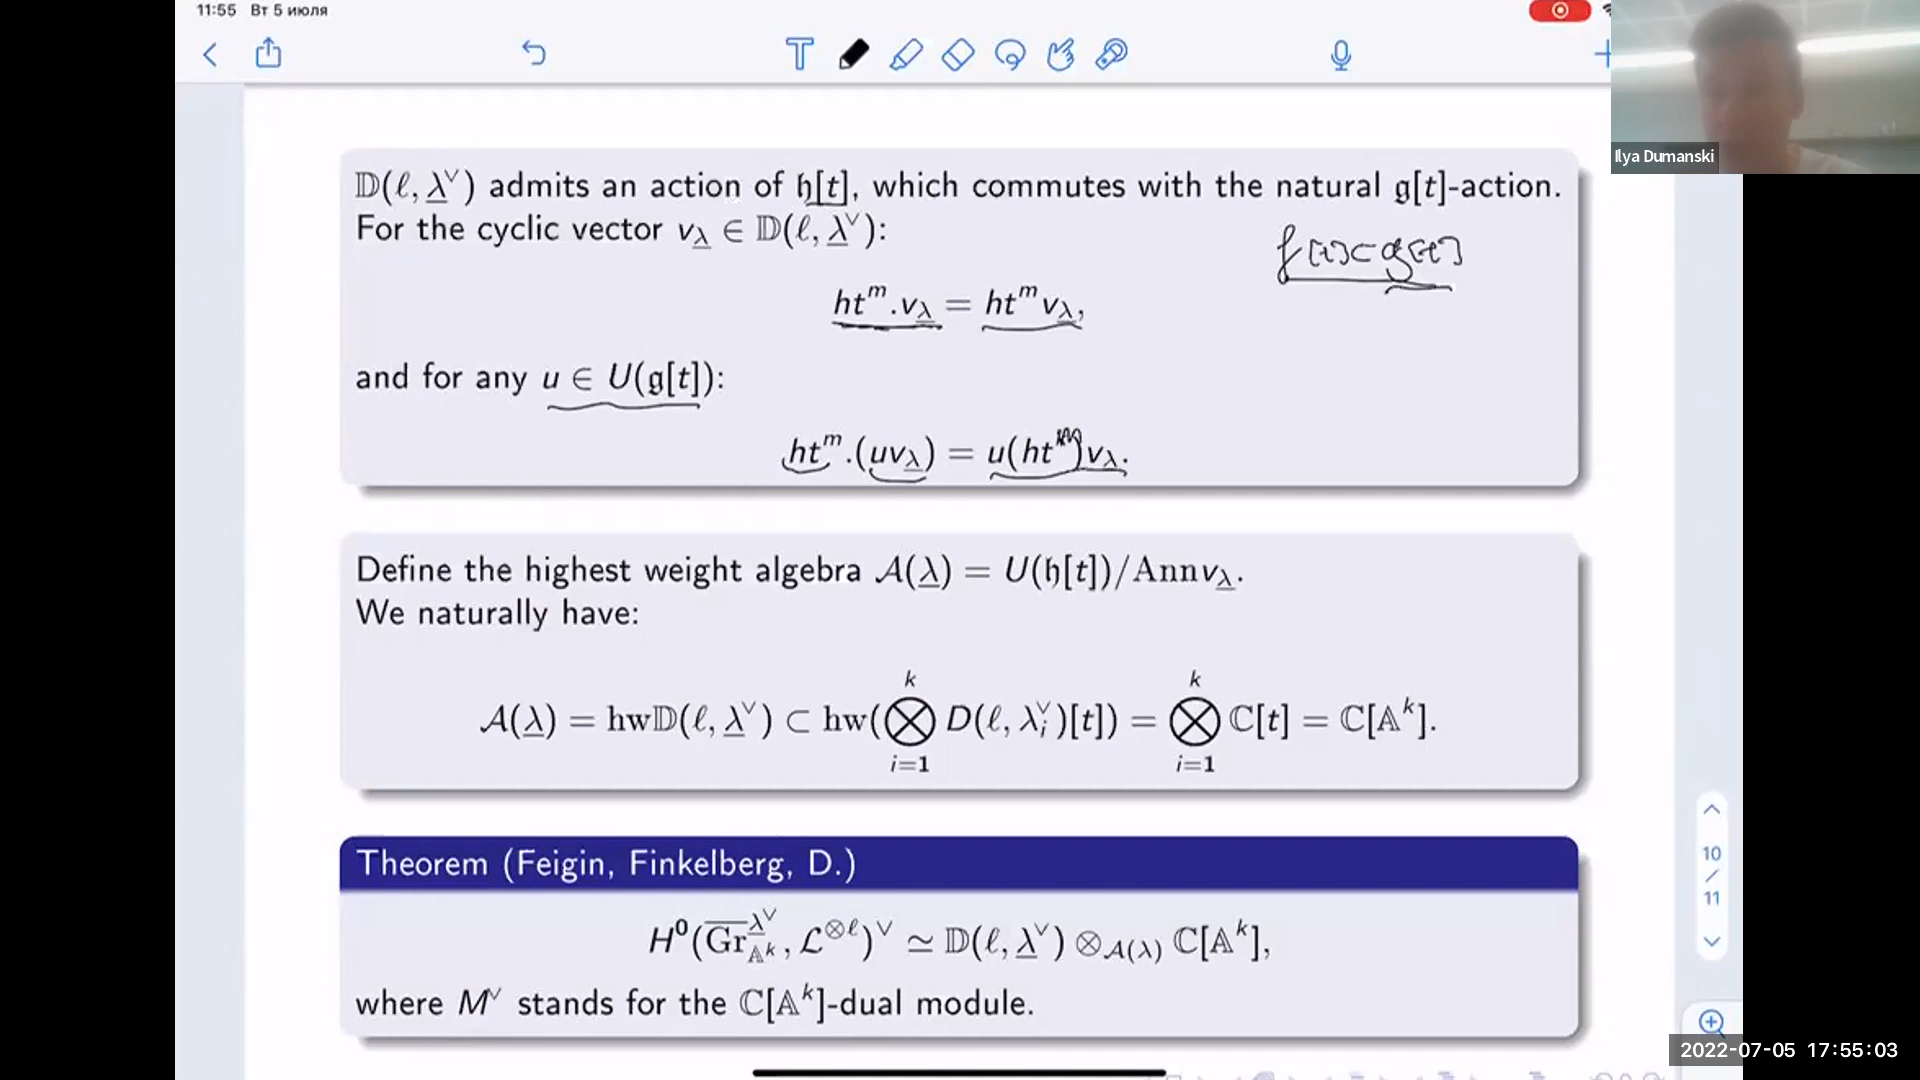 11:55 Вт 5 июля
Ilya Dumanski
𝔻(ℓ, λ̲^∨) admits an action of 𝔥[t], which commutes with the natural 𝔤[t]-action.
For the cyclic vector v_λ̲ ∈ 𝔻(ℓ, λ̲^∨):
𝔥[t] ⊂ 𝔤[t]
ht^m.v_λ̲ = ht^m v_λ̲,
and for any u ∈ U(𝔤[t]):
ht^m.(uv_λ̲) = u(ht^m)v_λ̲.
Define the highest weight algebra 𝒜(λ̲) = U(𝔥[t])/Annv_λ̲.
We naturally have:
𝒜(λ̲) = hw𝔻(ℓ, λ̲^∨) ⊂ hw(⨂_{i=1}^k D(ℓ, λ_i^∨)[t]) = ⨂_{i=1}^k ℂ[t] = ℂ[𝔸^k].
Theorem (Feigin, Finkelberg, D.)
H^0(\overline{Gr}^{λ̲^∨}_{𝔸^k}, ℒ^{⊗ℓ})^∨ ≃ 𝔻(ℓ, λ̲^∨) ⊗_{𝒜(λ)} ℂ[𝔸^k],
where M^∨ stands for the ℂ[𝔸^k]-dual module.
10
/
11
2022-07-05 17:55:03